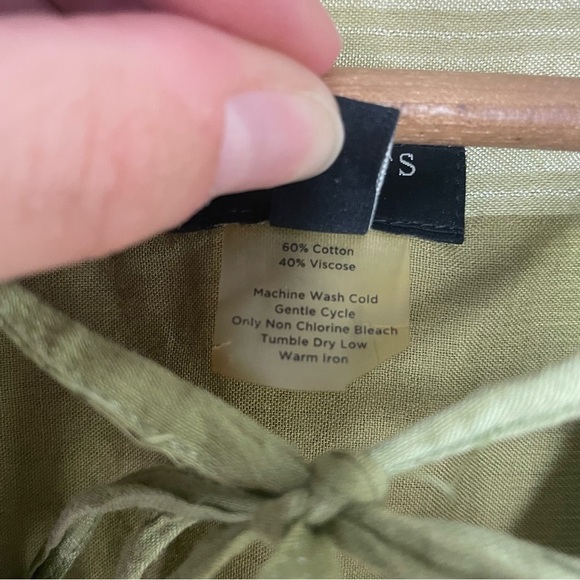 S
60% Cotton
40% Viscose
Machine Wash Cold
Gentle Cycle
Only Non Chlorine Bleach
Tumble Dry Low
Warm Iron